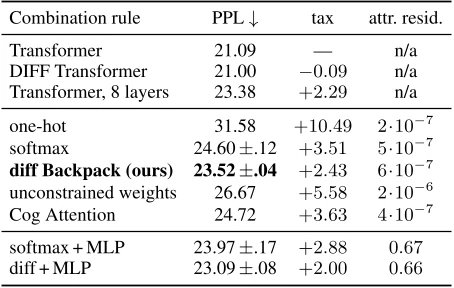 Combination rule PPL ↓ tax attr. resid.
Transformer 21.09 — n/a
DIFF Transformer 21.00 −0.09 n/a
Transformer, 8 layers 23.38 +2.29 n/a
one-hot 31.58 +10.49 2·10⁻⁷
softmax 24.60 ±.12 +3.51 5·10⁻⁷
diff Backpack (ours) 23.52 ±.04 +2.43 6·10⁻⁷
unconstrained weights 26.67 +5.58 2·10⁻⁶
Cog Attention 24.72 +3.63 4·10⁻⁷
softmax + MLP 23.97 ±.17 +2.88 0.67
diff + MLP 23.09 ±.08 +2.00 0.66